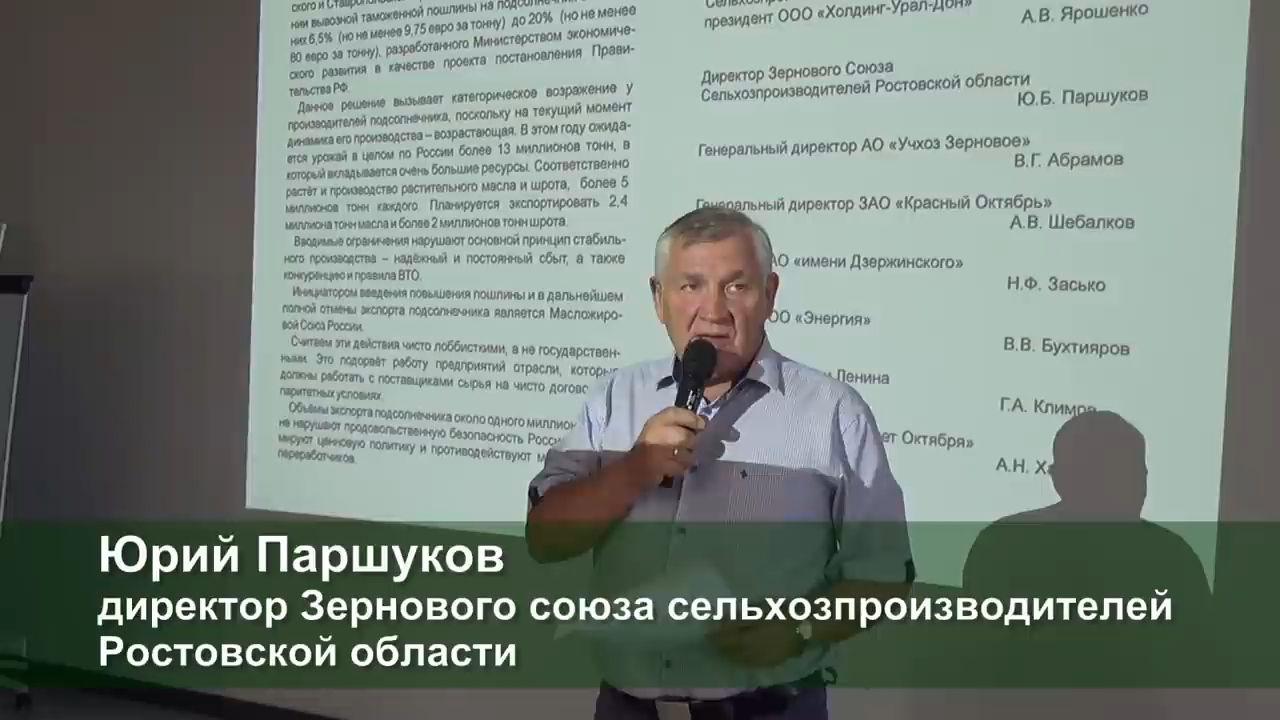 ского и Ставропольс
нии вывозной таможенной пошлины на подсолнечник
них 6,5% (но не менее 9,75 евро за тонну) до 20% (но не менее
80 евро за тонну), разработанного Министерством экономиче-
ского развития в качестве проекта постановления Прави-
тельства РФ.
Данное решение вызывает категорическое возражение у
производителей подсолнечника, поскольку на текущий момент
динамика его производства – возрастающая. В этом году ожида-
ется урожай в целом по России более 13 миллионов тонн, в
который вкладывается очень большие ресурсы. Соответственно
растёт и производство растительного масла и шрота, более 5
миллионов тонн каждого. Планируется экспортировать 2,4
миллиона тонн масла и более 2 миллионов тонн шрота.
Вводимые ограничения нарушают основной принцип стабиль-
ного производства – надёжный и постоянный сбыт, а также
конкуренцию и правила ВТО.
Инициатором введения повышения пошлины и в дальнейшем
полной отмены экспорта подсолнечника является Масложиро-
вой Союз России.
Считаем эти действия чисто лоббисткими, а не государствен-
ными. Это подорвёт работу предприятий отрасли, которые
должны работать с поставщиками сырья на чисто догово
паритетных условиях.
Объёмы экспорта подсолнечника около одного миллион
не нарушают продовольственную безопасность Росси
мируют ценовую политику и противодействуют м
переработчиков.
президент ООО «Холдинг-Урал-Дон»
А.В. Ярошенко
Директор Зернового Союза
Сельхозпроизводителей Ростовской области
Ю.Б. Паршуков
Генеральный директор АО «Учхоз Зерновое»
В.Г. Абрамов
Генеральный директор ЗАО «Красный Октябрь»
А.В. Шебалков
АО «имени Дзержинского»
Н.Ф. Засько
ОО «Энергия»
В.В. Бухтияров
Ленина
Г.А. Климов
ет Октября»
А.Н. Ха
Юрий Паршуков
директор Зернового союза сельхозпроизводителей
Ростовской области